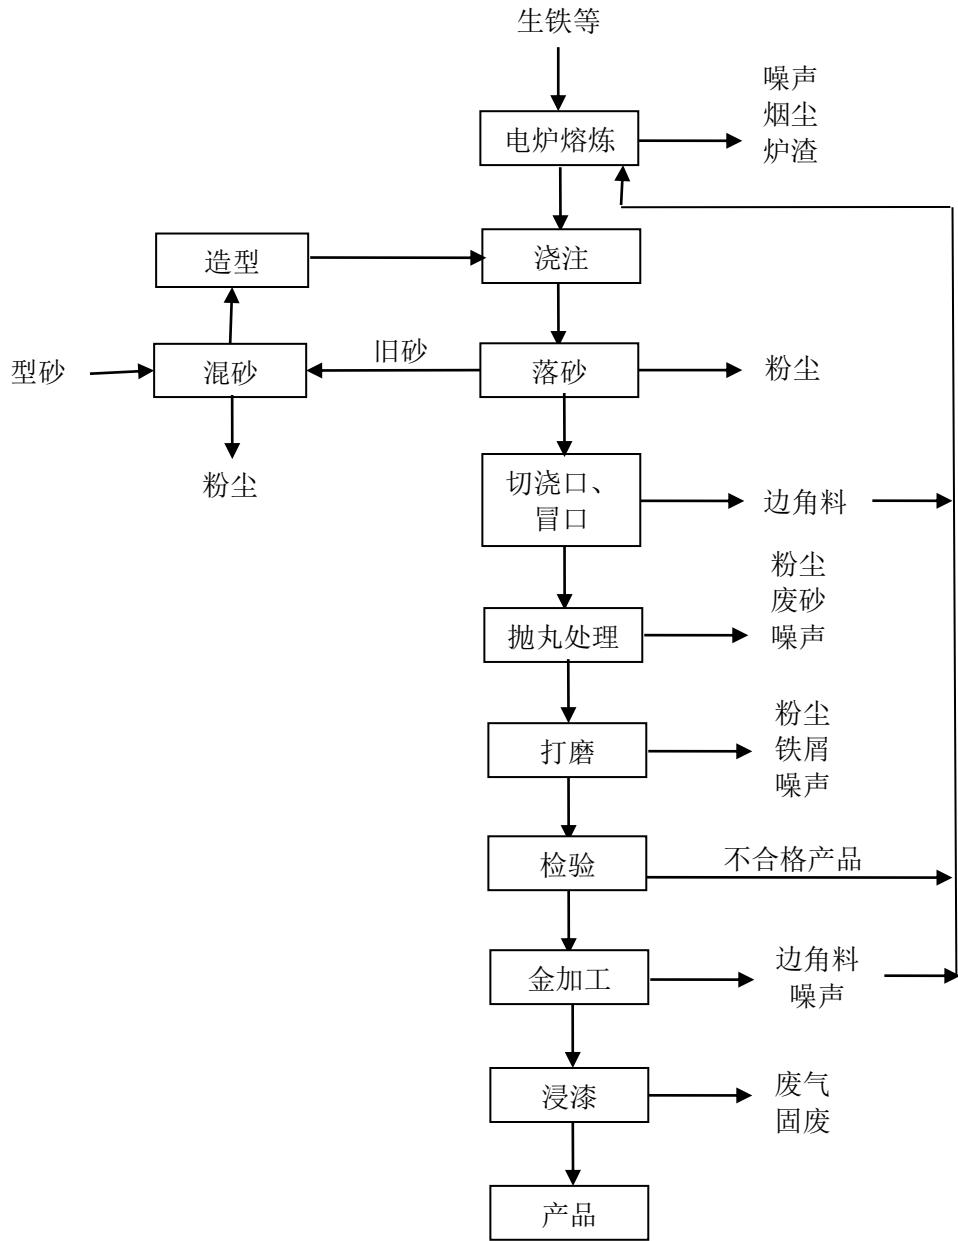 生铁等
噪声
烟尘
炉渣
电炉熔炼
造型
浇注
型砂
混砂
旧砂
落砂
粉尘
粉尘
切浇口、
冒口
边角料
粉尘
废砂
噪声
抛丸处理
粉尘
铁屑
噪声
打磨
检验
不合格产品
金加工
边角料
噪声
浸漆
废气
固废
产品